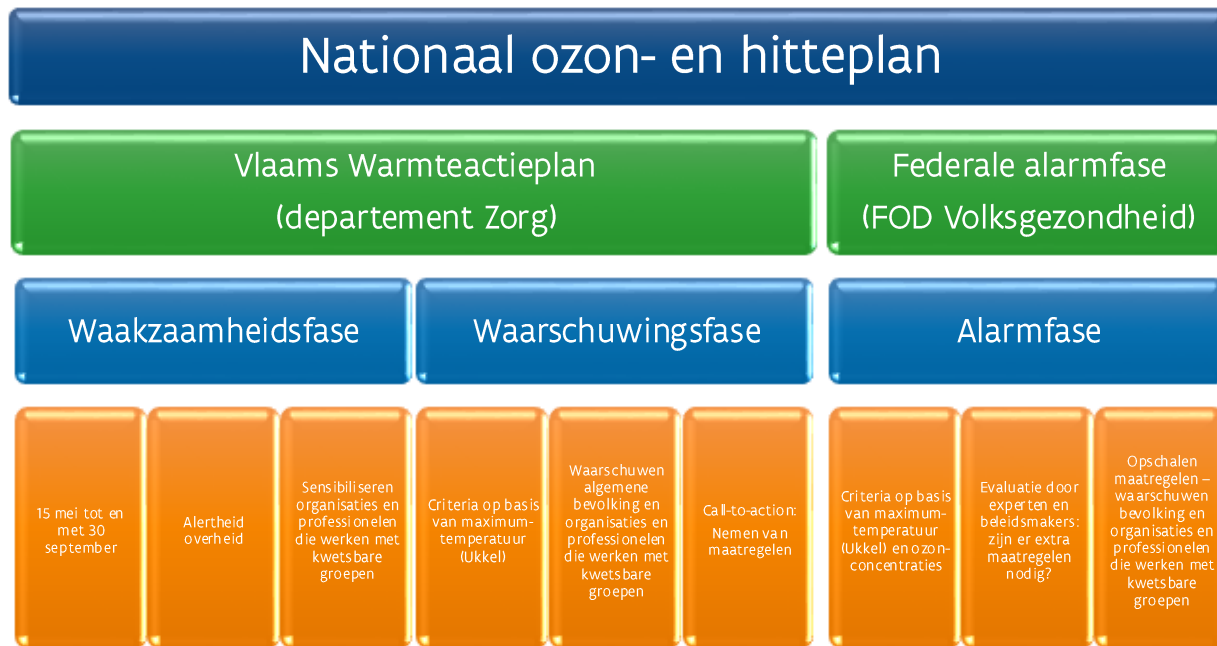 Nationaal ozon- en hitteplan
Vlaams Warmteactieplan
(departement Zorg)
Federale alarmfase
(FOD Volksgezondheid)
Waakzaamheidsfase
Waarschuwingsfase
Alarmfase
15 mei tot en
met 30
september
Alertheid
overheid
Sensibiliseren
organisaties en
professionelen
die werken met
kwetsbare
groepen
Criteria op basis
van maximum-
temperatuur
(Ukkel)
Waarschuwen
algemene
bevolking en
organisaties en
professionelen
die werken met
kwetsbare
groepen
Call-to-action:
Nemen van
maatregelen
Criteria op basis
van maximum-
temperatuur
(Ukkel) en ozon-
concentraties
Evaluatie door
experten en
beleidsmakers:
zijn er extra
maatregelen
nodig?
Opschalen
maatregelen –
waarschuwen
bevolking en
organisaties en
professionelen
die werken met
kwetsbare
groepen